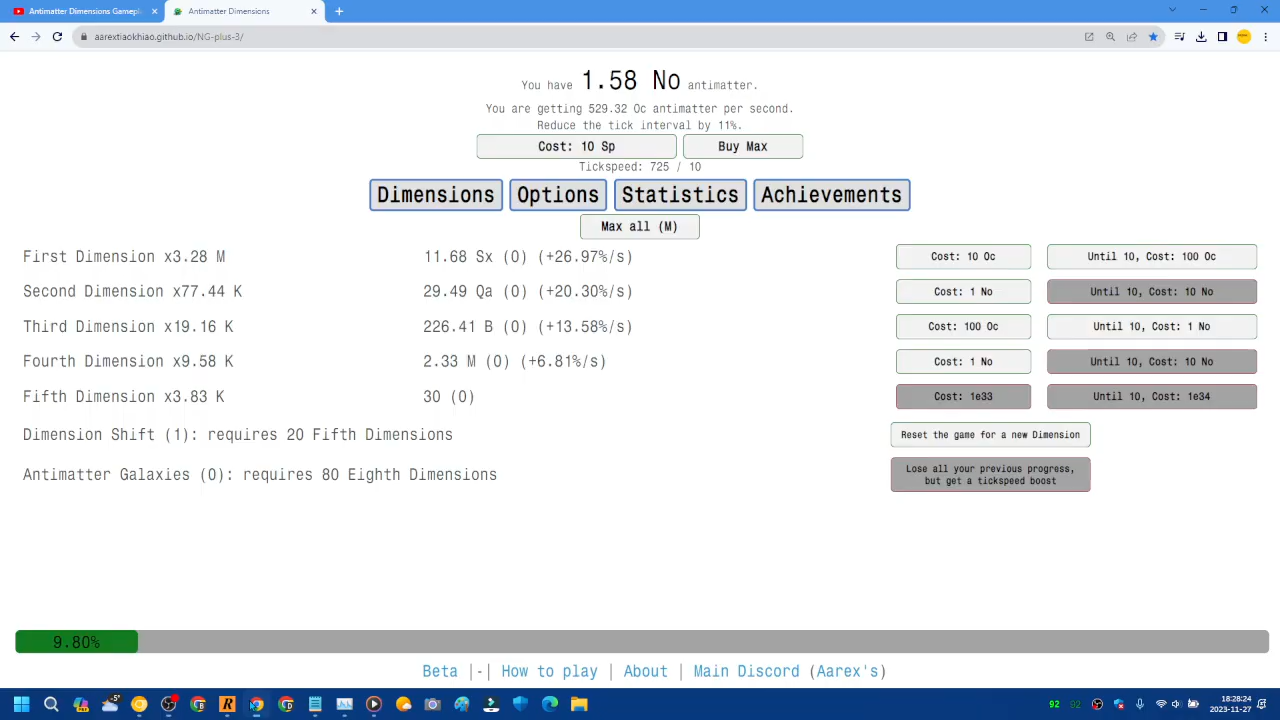 Antimatter Dimensions Gamepl
Antimatter Dimensions
aarextiaokhiao.github.io/NG-plus-3/
You have 1.58 No antimatter.
You are getting 529.32 Oc antimatter per second.
Reduce the tick interval by 11%.
Cost: 10 Sp Buy Max
Tickspeed: 725 / 10
Dimensions Options Statistics Achievements
Max all (M)
First Dimension x3.28 M 11.68 Sx (0) (+26.97%/s) Cost: 10 Oc Until 10, Cost: 100 Oc
Second Dimension x77.44 K 29.49 Qa (0) (+20.30%/s) Cost: 1 No Until 10, Cost: 10 No
Third Dimension x19.16 K 226.41 B (0) (+13.58%/s) Cost: 100 Oc Until 10, Cost: 1 No
Fourth Dimension x9.58 K 2.33 M (0) (+6.81%/s) Cost: 1 No Until 10, Cost: 10 No
Fifth Dimension x3.83 K 30 (0) Cost: 1e33 Until 10, Cost: 1e34
Dimension Shift (1): requires 20 Fifth Dimensions Reset the game for a new Dimension
Antimatter Galaxies (0): requires 80 Eighth Dimensions Lose all your previous progress,
but get a tickspeed boost
9.80%
Beta |-| How to play | About | Main Discord (Aarex's)
92 92 18:28:24
2023-11-27